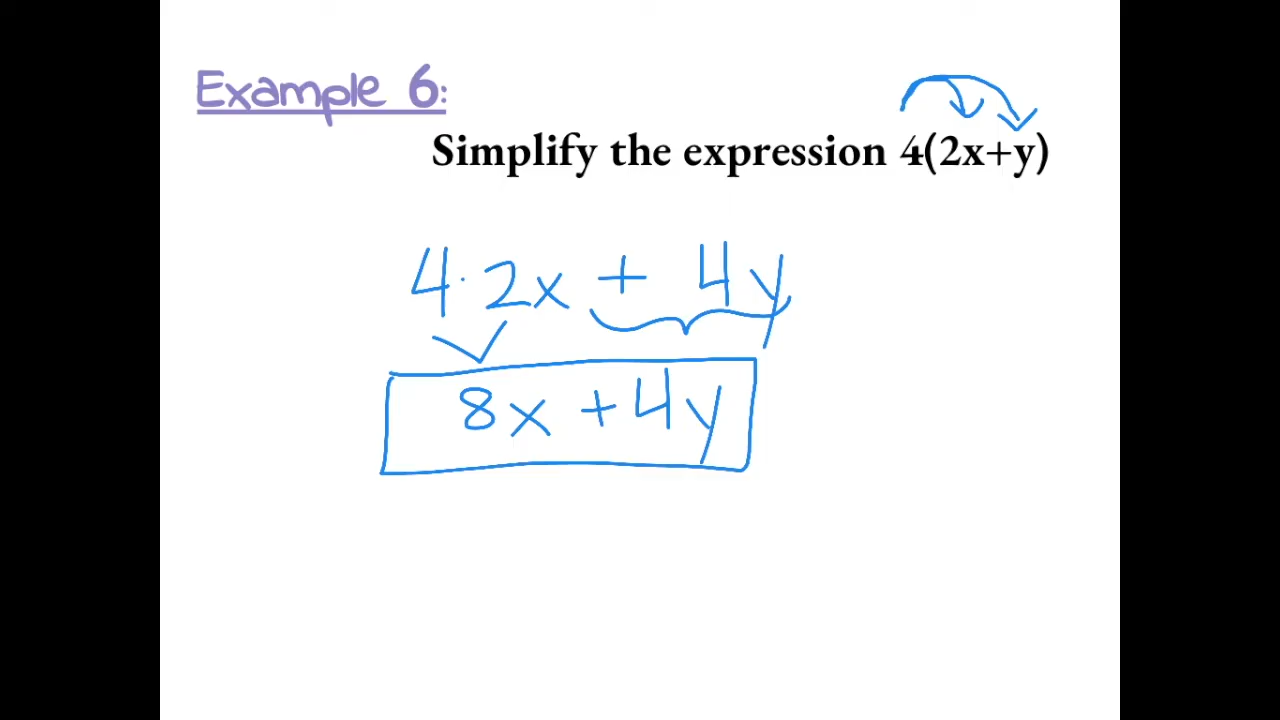 Example 6:
Simplify the expression 4(2x+y)
4·2x + 4y
8x + 4y